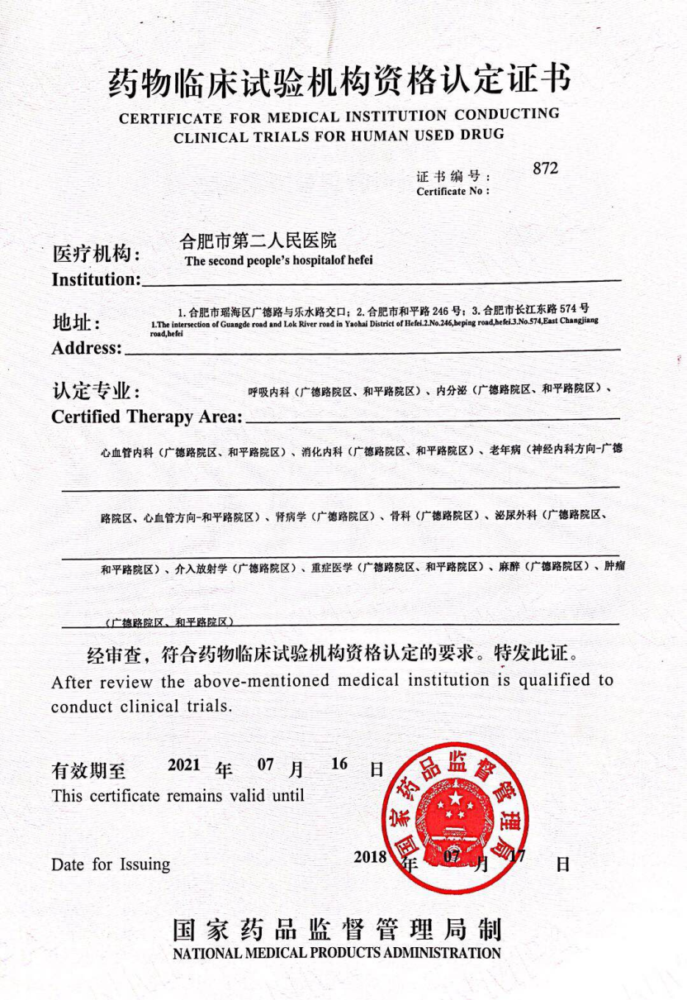 药物临床试验机构资格认定证书
CERTIFICATE FOR MEDICAL INSTITUTION CONDUCTING
CLINICAL TRIALS FOR HUMAN USED DRUG
证书编号： 872
Certificate No：
医疗机构： 合肥市第二人民医院
The second people's hospitalof hefei
Institution:
地址： 1.合肥市瑶海区广德路与乐水路交口；2.合肥市和平路 246 号；3.合肥市长江东路 574 号
1.The intersection of Guangde road and Lok River road in Yaohai District of Hefei.2.No.246,heping road,hefei.3.No.574,East Changjiang
road,hefei
Address:
认定专业： 呼吸内科（广德路院区、和平路院区）、内分泌（广德路院区、和平路院区）、
Certified Therapy Area:
心血管内科（广德路院区、和平路院区）、消化内科（广德路院区、和平路院区）、老年病（神经内科方向-广德
路院区、心血管方向-和平路院区）、肾病学（广德路院区）、骨科（广德路院区）、泌尿外科（广德路院区、
和平路院区）、介入放射学（广德路院区）、重症医学（广德路院区、和平路院区）、麻醉（广德路院区）、肿瘤
（广德路院区、和平路院区）
经审查，符合药物临床试验机构资格认定的要求。特发此证。
After review the above-mentioned medical institution is qualified to
conduct clinical trials.
有效期至 2021 年 07 月 16 日
This certificate remains valid until
国家药品监督管理局
Date for Issuing 2018 年 07 月 17 日
国家药品监督管理局制
NATIONAL MEDICAL PRODUCTS ADMINISTRATION